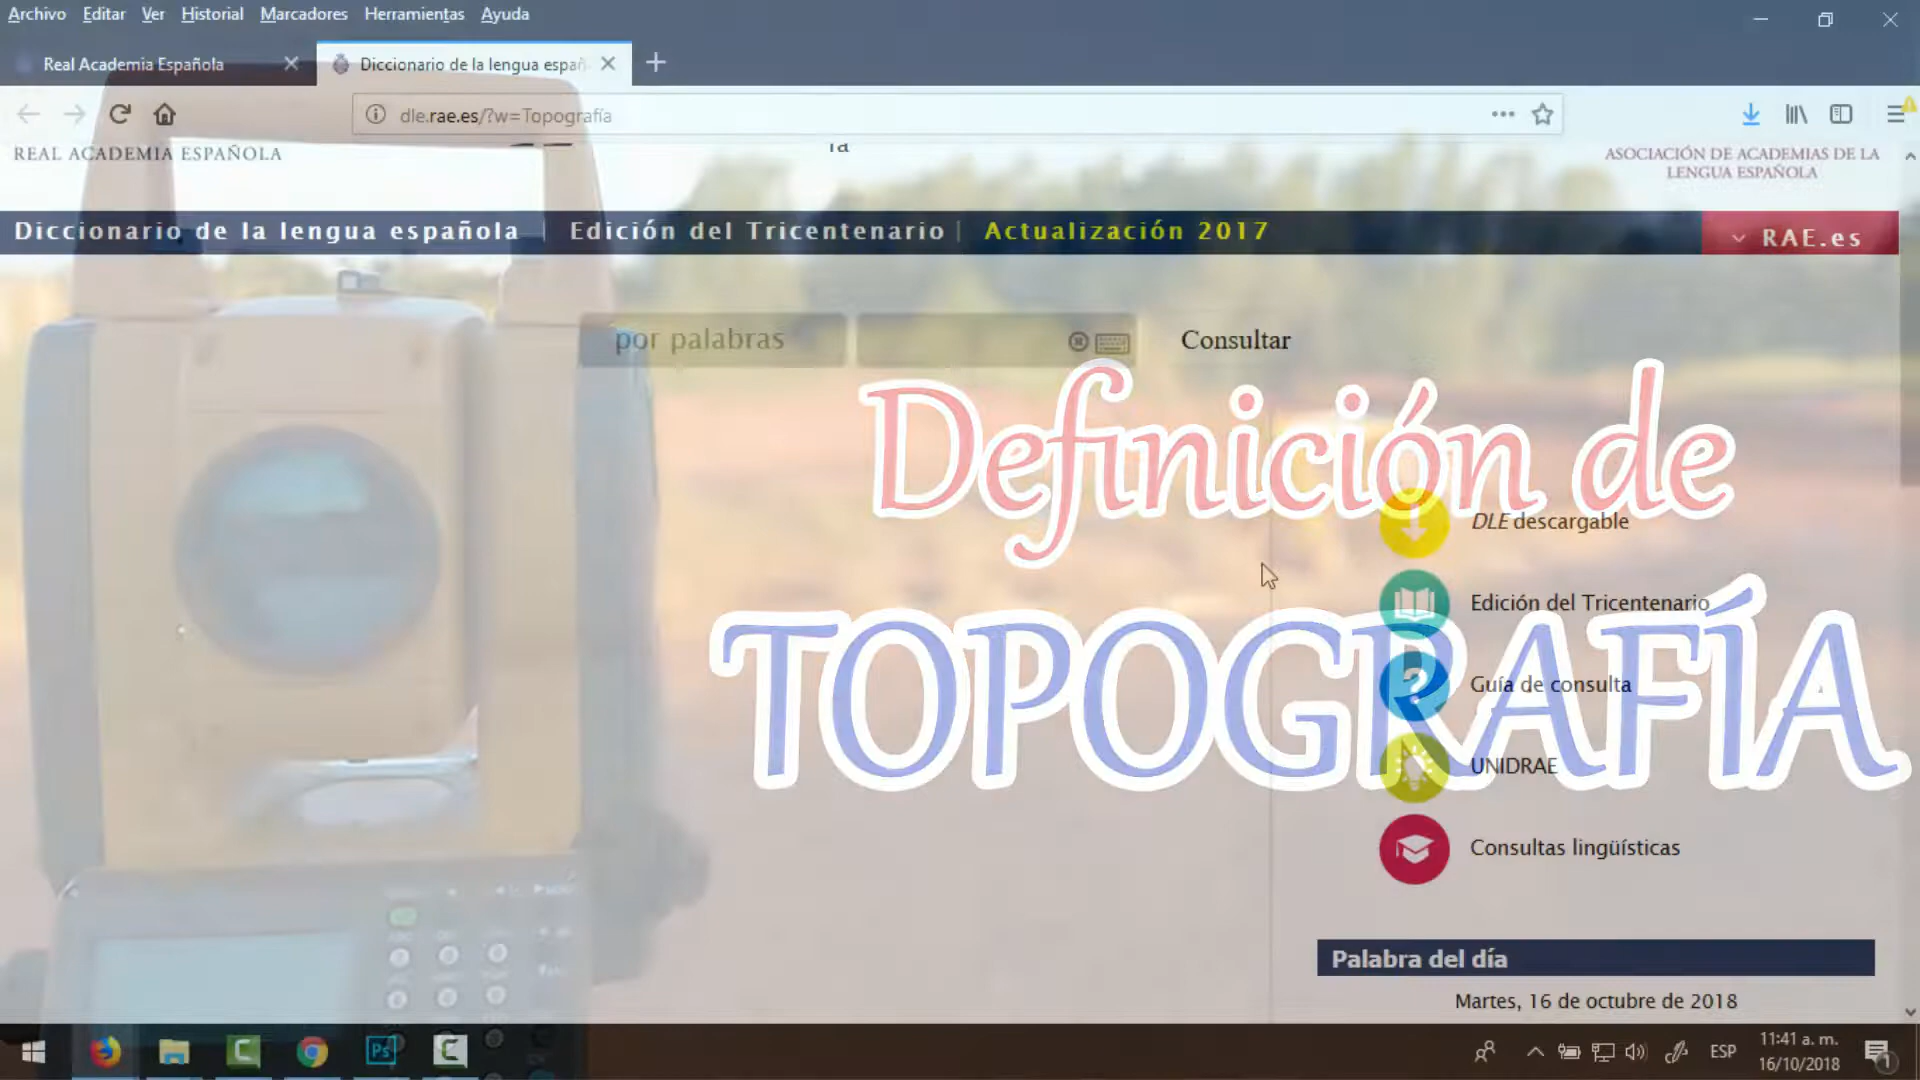 Archivo Editar Ver Historial Marcadores Herramientas Ayuda
Real Academia Española
Diccionario de la lengua españ
dle.rae.es/?w=Topografía
REAL ACADEMIA ESPAÑOLA
ASOCIACIÓN DE ACADEMIAS DE LA
LENGUA ESPAÑOLA
Diccionario de la lengua española | Edición del Tricentenario | Actualización 2017
RAE.es
por palabras
Consultar
Definición de
TOPOGRAFÍA
DLE descargable
Edición del Tricentenario
Guía de consulta
UNIDRAE
Consultas lingüísticas
Palabra del día
Martes, 16 de octubre de 2018
Ps
ESP
11:41 a. m.
16/10/2018
1